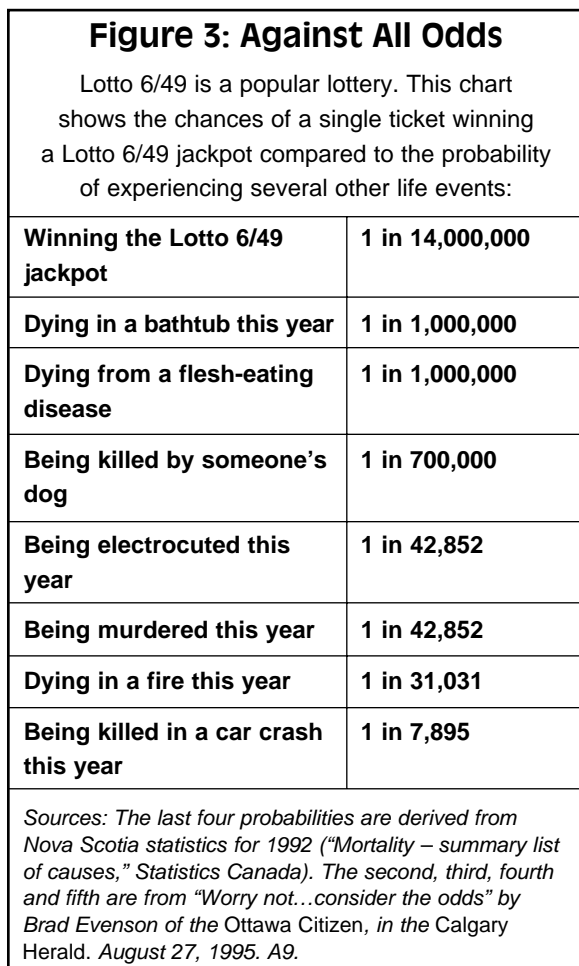 Figure 3: Against All Odds
Lotto 6/49 is a popular lottery. This chart
shows the chances of a single ticket winning
a Lotto 6/49 jackpot compared to the probability
of experiencing several other life events:
Winning the Lotto 6/49 1 in 14,000,000
jackpot
Dying in a bathtub this year 1 in 1,000,000
Dying from a flesh-eating 1 in 1,000,000
disease
Being killed by someone's 1 in 700,000
dog
Being electrocuted this 1 in 42,852
year
Being murdered this year 1 in 42,852
Dying in a fire this year 1 in 31,031
Being killed in a car crash 1 in 7,895
this year
Sources: The last four probabilities are derived from
Nova Scotia statistics for 1992 (“Mortality – summary list
of causes,” Statistics Canada). The second, third, fourth
and fifth are from “Worry not…consider the odds” by
Brad Evenson of the Ottawa Citizen, in the Calgary
Herald. August 27, 1995. A9.